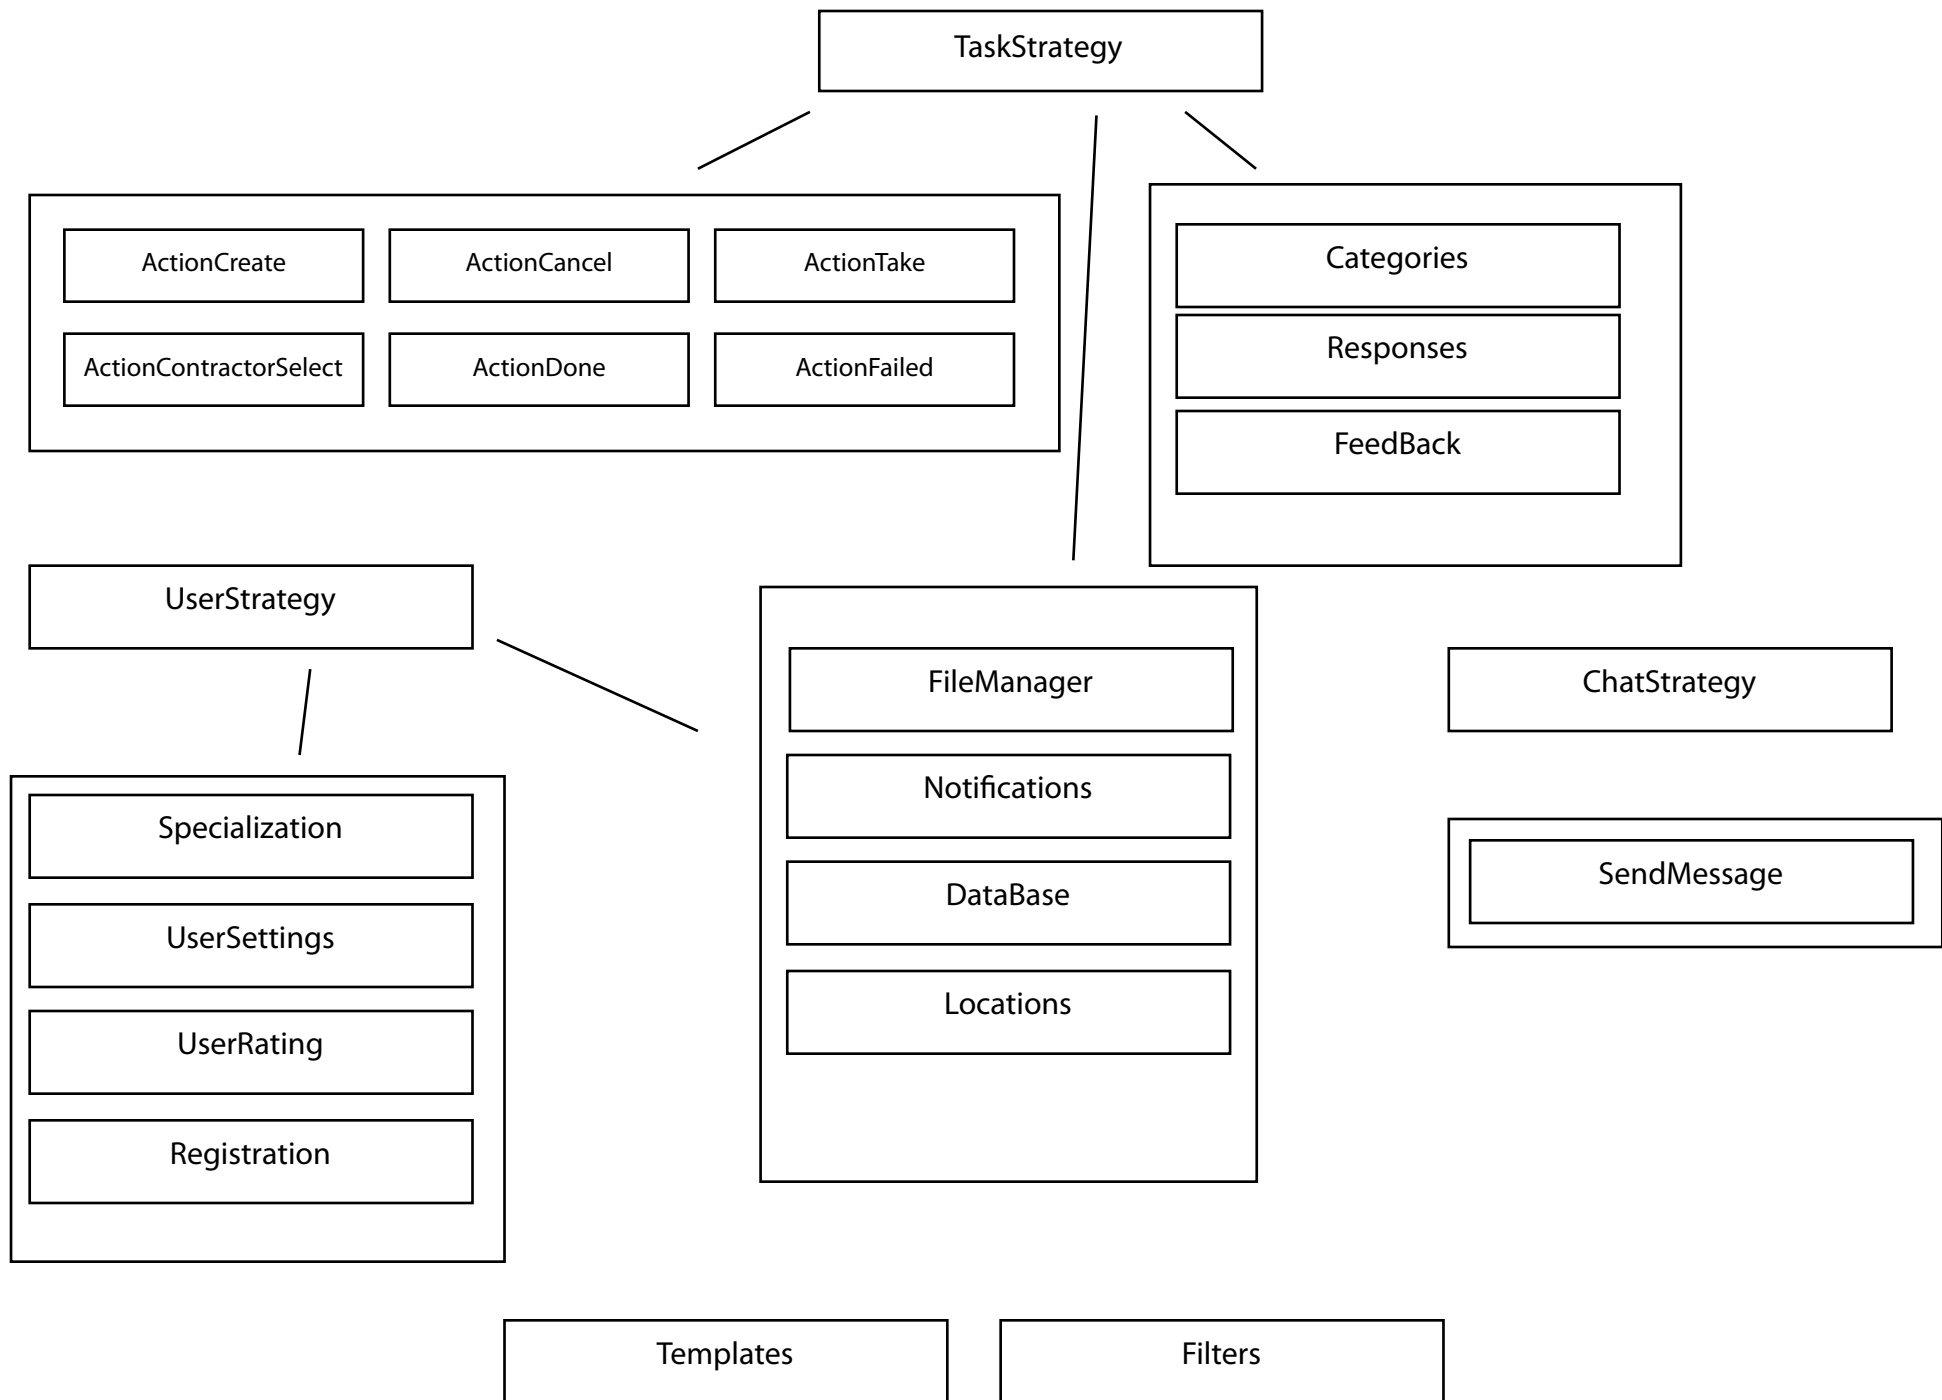 TaskStrategy
ActionCreate
ActionCancel
ActionTake
ActionContractorSelect
ActionDone
ActionFailed
Categories
Responses
FeedBack
UserStrategy
Specialization
UserSettings
UserRating
Registration
FileManager
Notifications
DataBase
Locations
ChatStrategy
SendMessage
Templates
Filters